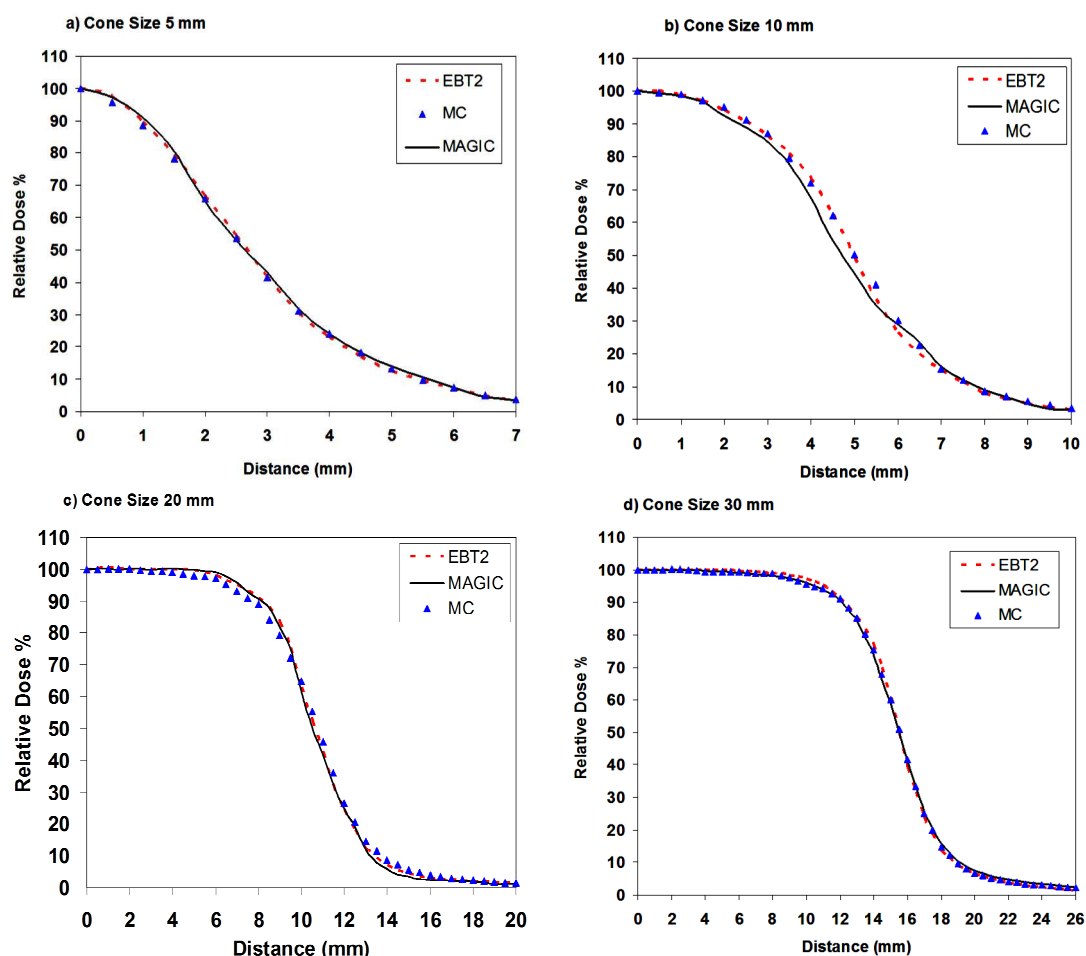 a) Cone Size 5 mm
110
100
90
80
70
60
50
40
30
20
10
0
Relative Dose %
EBT2
MC
MAGIC
0 1 2 3 4 5 6 7
Distance (mm)
b) Cone Size 10 mm
110
100
90
80
70
60
50
40
30
20
10
0
Relative Dose %
EBT2
MAGIC
MC
0 1 2 3 4 5 6 7 8 9 10
Distance (mm)
c) Cone Size 20 mm
110
100
90
80
70
60
50
40
30
20
10
0
Relative Dose %
EBT2
MAGIC
MC
0 2 4 6 8 10 12 14 16 18 20
Distance (mm)
d) Cone Size 30 mm
110
100
90
80
70
60
50
40
30
20
10
0
Relative Dose %
EBT2
MAGIC
MC
0 2 4 6 8 10 12 14 16 18 20 22 24 26
Distance (mm)